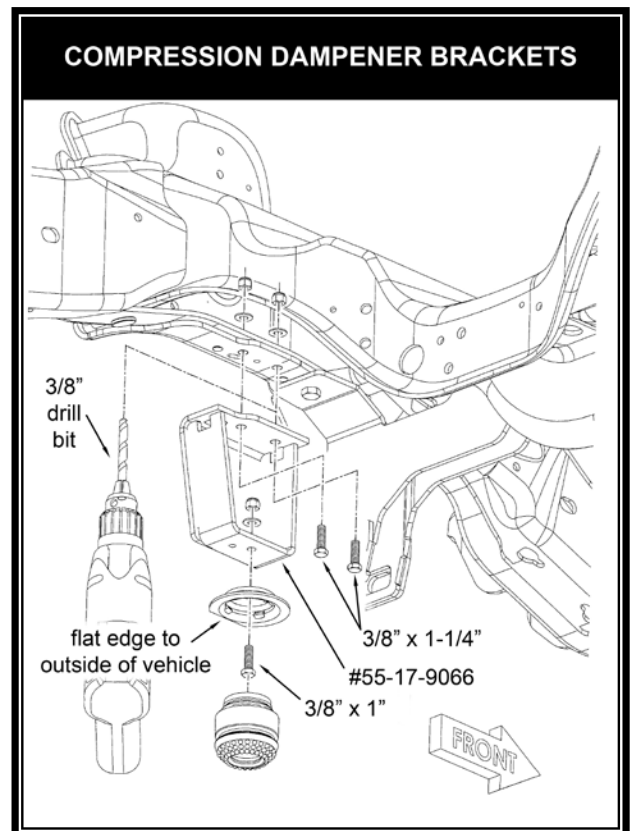 COMPRESSION DAMPENER BRACKETS
3/8”
drill
bit
flat edge to
outside of vehicle
3/8” x 1-1/4”
#55-17-9066
3/8” x 1”
FRONT